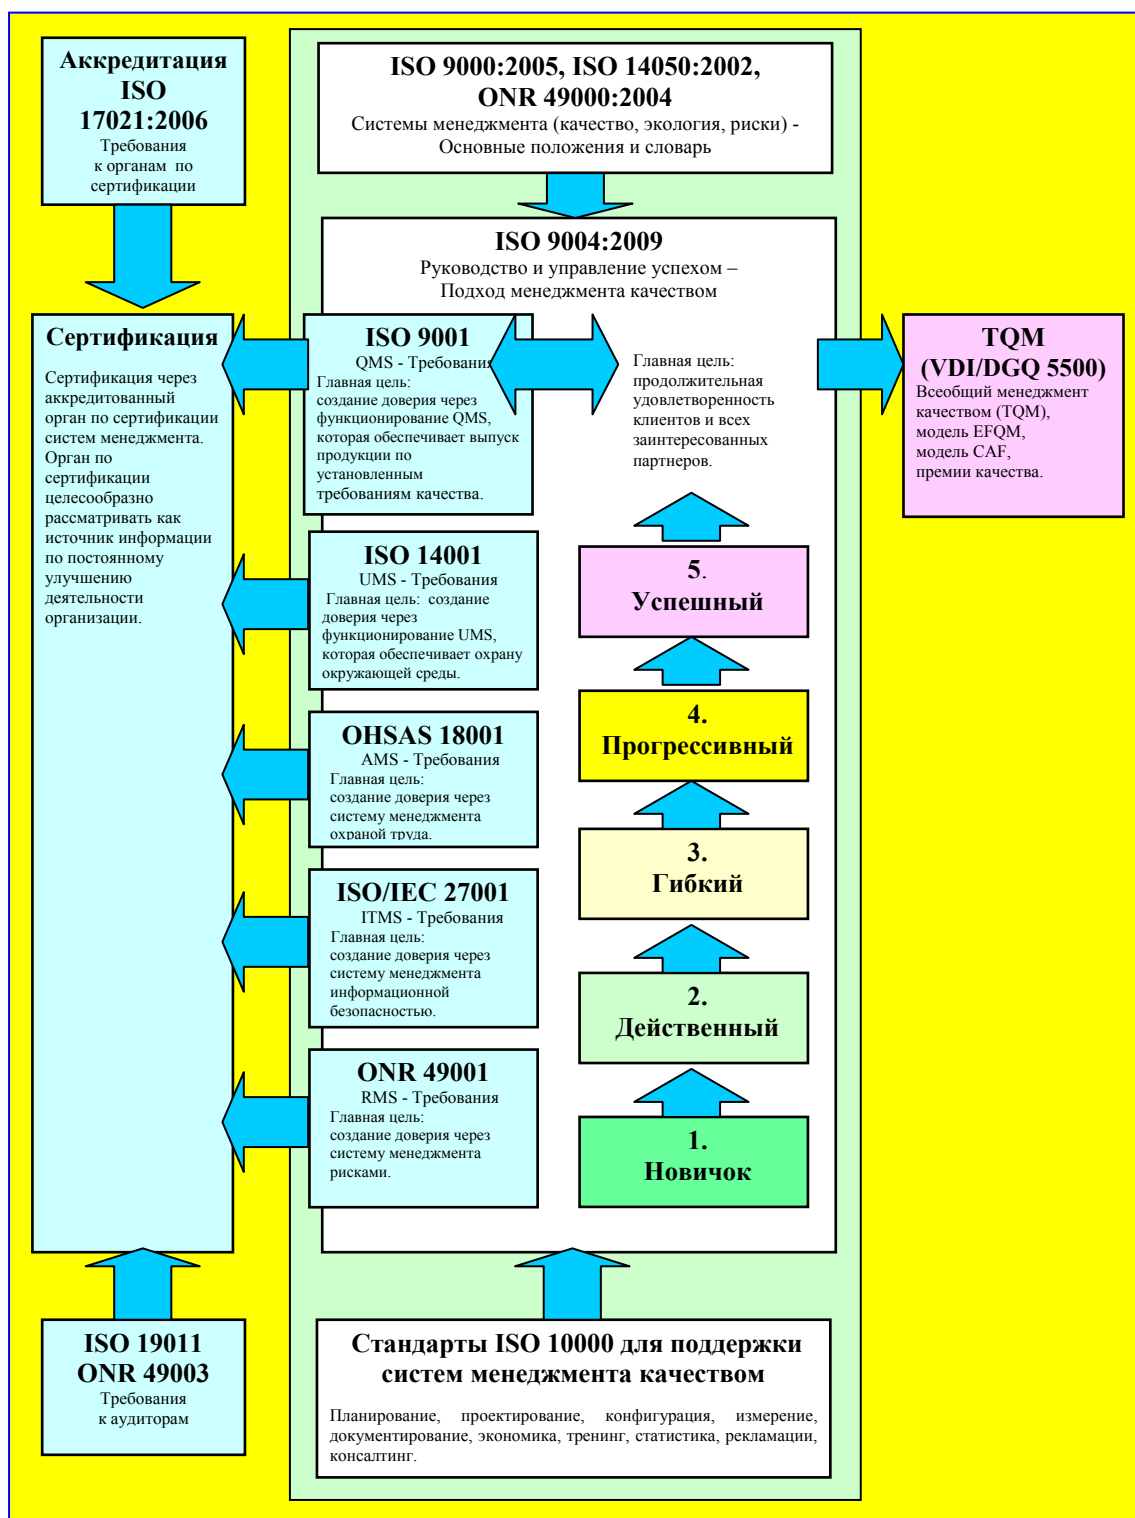 Аккредитация
ISO
17021:2006
Требования
к органам по
сертификации
ISO 9000:2005, ISO 14050:2002,
ONR 49000:2004
Системы менеджмента (качество, экология, риски) -
Основные положения и словарь
ISO 9004:2009
Руководство и управление успехом –
Подход менеджмента качеством
Сертификация
Сертификация через
аккредитованный
орган по сертификации
систем менеджмента.
Орган по
сертификации
целесообразно
рассматривать как
источник информации
по постоянному
улучшению
деятельности
организации.
ISO 9001
QMS - Требования
Главная цель:
создание доверия через
функционирование QMS,
которая обеспечивает выпуск
продукции по
установленным
требованиям качества.
Главная цель:
продолжительная
удовлетворенность
клиентов и всех
заинтересованных
партнеров.
TQM
(VDI/DGQ 5500)
Всеобщий менеджмент
качеством (TQM),
модель EFQM,
модель CAF,
премии качества.
ISO 14001
UMS - Требования
Главная цель: создание
доверия через
функционирование UMS,
которая обеспечивает охрану
окружающей среды.
5.
Успешный
OHSAS 18001
AMS - Требования
Главная цель:
создание доверия через
систему менеджмента
охраной труда.
4.
Прогрессивный
3.
Гибкий
ISO/IEC 27001
ITMS - Требования
Главная цель:
создание доверия через
систему менеджмента
информационной
безопасностью.
2.
Действенный
ONR 49001
RMS - Требования
Главная цель:
создание доверия через
систему менеджмента
рисками.
1.
Новичок
ISO 19011
ONR 49003
Требования
к аудиторам
Стандарты ISO 10000 для поддержки
систем менеджмента качеством
Планирование, проектирование, конфигурация, измерение,
документирование, экономика, тренинг, статистика, рекламации,
консалтинг.